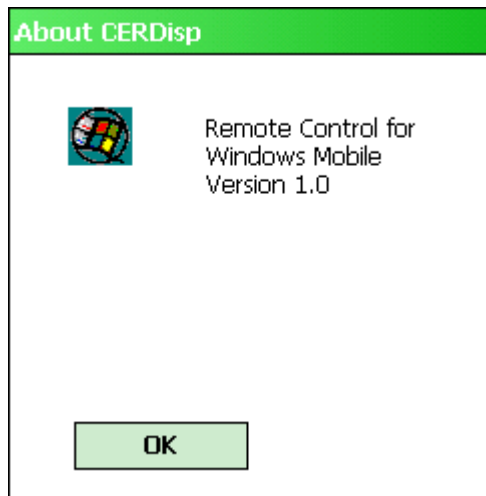 About CERDisp
Remote Control for
Windows Mobile
Version 1.0
OK